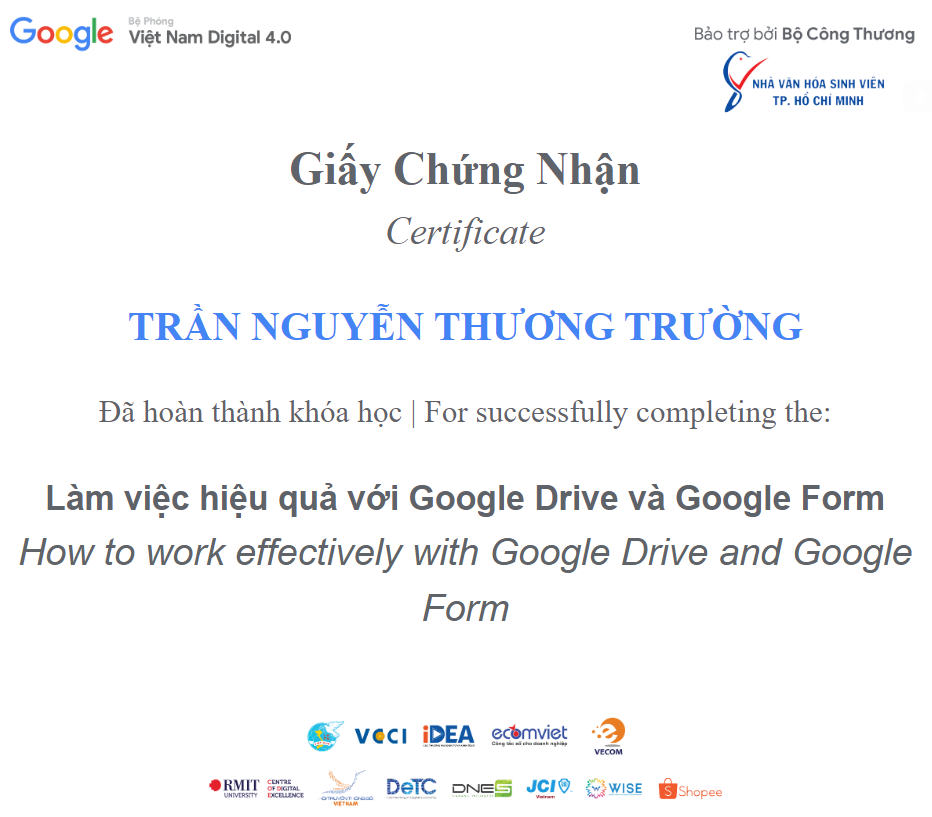 Google
Bệ Phóng
Việt Nam Digital 4.0
Bảo trợ bởi Bộ Công Thương
NHÀ VĂN HÓA SINH VIÊN
TP. HỒ CHÍ MINH
Giấy Chứng Nhận
Certificate
TRẦN NGUYỄN THƯƠNG TRƯỜNG
Đã hoàn thành khóa học | For successfully completing the:
Làm việc hiệu quả với Google Drive và Google Form
How to work effectively with Google Drive and Google
Form
VCCI
iDEA
ecomviet
Công tác số cho doanh nghiệp
VECOM
RMIT
UNIVERSITY
CENTRE
OF DIGITAL
EXCELLENCE
VIETNAM
DeTC
DNES
JCI
Vietnam
WISE
Shopee